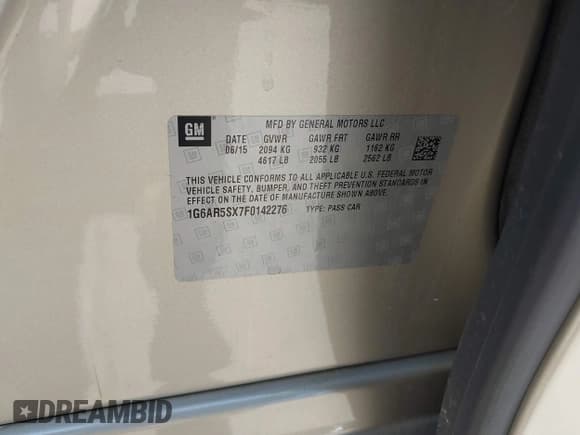 GM
MFD BY GENERAL MOTORS LLC
DATE GVWR GAWR FRT GAWR RR
06/15 2094 KG 932 KG 1162 KG
4617 LB 2055 LB 2562 LB
THIS VEHICLE CONFORMS TO ALL APPLICABLE U.S. FEDERAL MOTOR
VEHICLE SAFETY, BUMPER, AND THEFT PREVENTION STANDARDS IN
EFFECT ON THE DATE OF MANUFACTURE SHOWN ABOVE.
1G6AR5SX7F0142276 TYPE: PASS CAR
DREAMBID